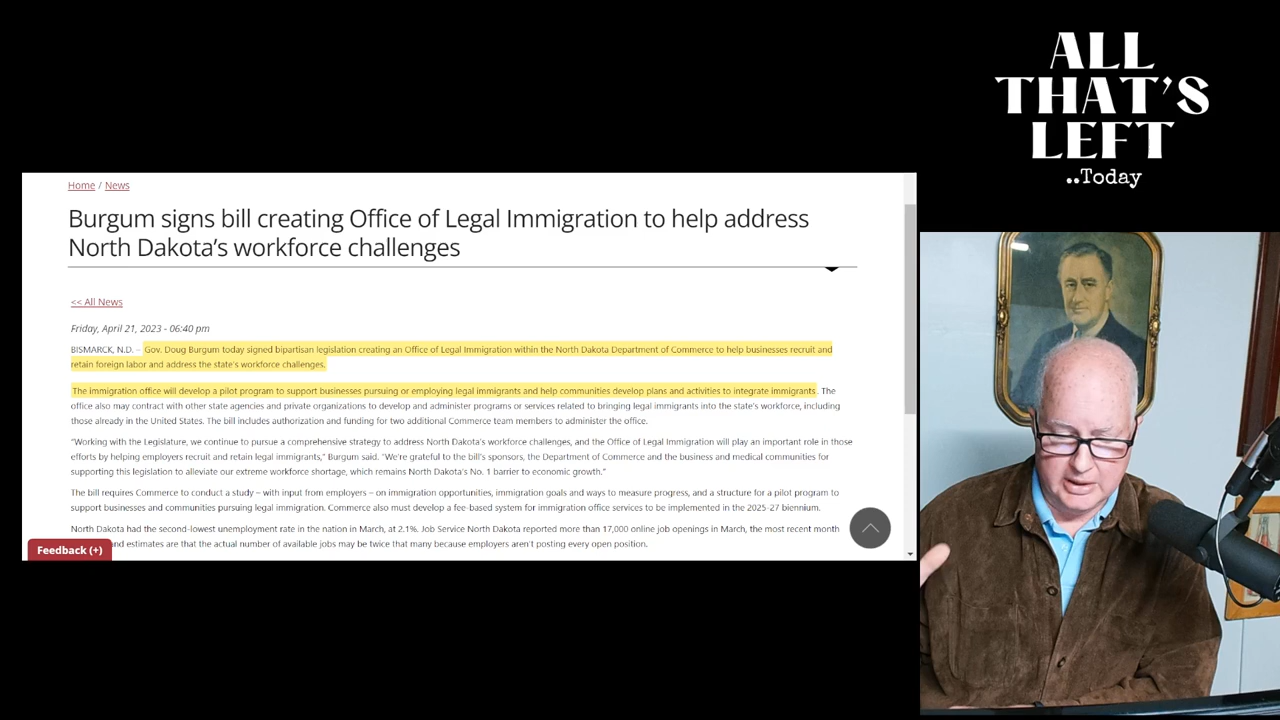 Home / News
Burgum signs bill creating Office of Legal Immigration to help address
North Dakota's workforce challenges
<< All News
Friday, April 21, 2023 - 06:40 pm
BISMARCK, N.D. – Gov. Doug Burgum today signed bipartisan legislation creating an Office of Legal Immigration within the North Dakota Department of Commerce to help businesses recruit and
retain foreign labor and address the state's workforce challenges.
The immigration office will develop a pilot program to support businesses pursuing or employing legal immigrants and help communities develop plans and activities to integrate immigrants. The
office also may contract with other state agencies and private organizations to develop and administer programs or services related to bringing legal immigrants into the state's workforce, including
those already in the United States. The bill includes authorization and funding for two additional Commerce team members to administer the office.
"Working with the Legislature, we continue to pursue a comprehensive strategy to address North Dakota's workforce challenges, and the Office of Legal Immigration will play an important role in those
efforts by helping employers recruit and retain legal immigrants," Burgum said. "We're grateful to the bill's sponsors, the Department of Commerce and the business and medical communities for
supporting this legislation to alleviate our extreme workforce shortage, which remains North Dakota's No. 1 barrier to economic growth."
The bill requires Commerce to conduct a study – with input from employers – on immigration opportunities, immigration goals and ways to measure progress, and a structure for a pilot program to
support businesses and communities pursuing legal immigration. Commerce also must develop a fee-based system for immigration office services to be implemented in the 2025-27 biennium.
North Dakota had the second-lowest unemployment rate in the nation in March, at 2.1%. Job Service North Dakota reported more than 17,000 online job openings in March, the most recent month
and estimates are that the actual number of available jobs may be twice that many because employers aren't posting every open position.
Feedback (+)
ALL
THAT'S
LEFT
..Today